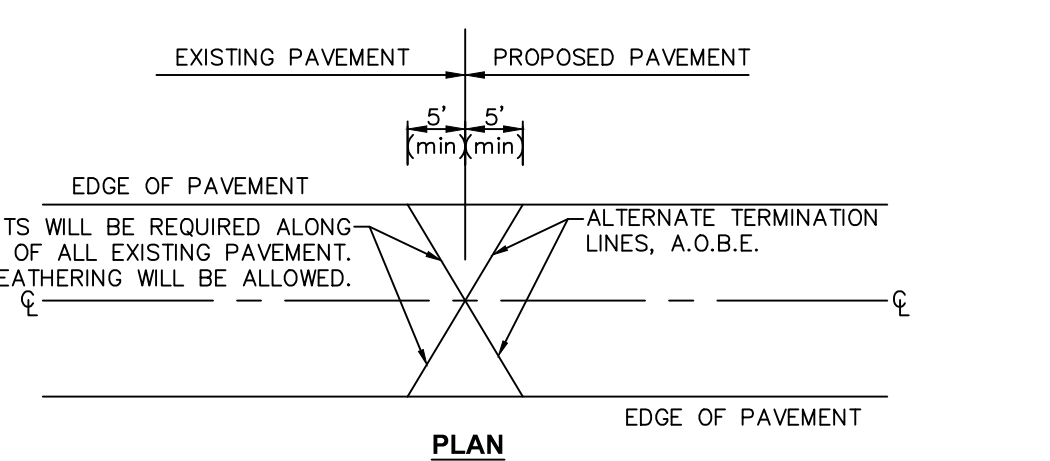 EXISTING PAVEMENT
PROPOSED PAVEMENT
5'
(min)
5'
(min)
EDGE OF PAVEMENT
TS WILL BE REQUIRED ALONG
OF ALL EXISTING PAVEMENT.
EATHERING WILL BE ALLOWED.
ALTERNATE TERMINATION
LINES, A.O.B.E.
℄
℄
EDGE OF PAVEMENT
PLAN